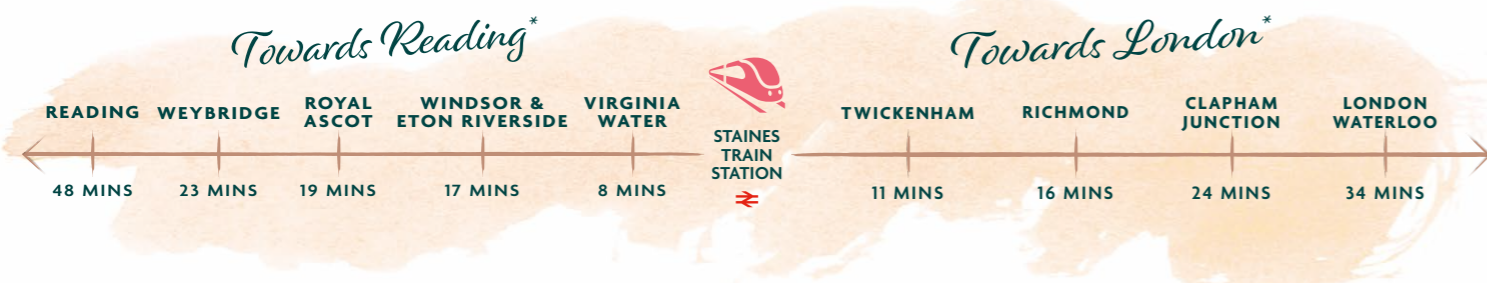 Towards Reading*
READING
48 MINS
WEYBRIDGE
23 MINS
ROYAL
ASCOT
19 MINS
WINDSOR &
ETON RIVERSIDE
17 MINS
VIRGINIA
WATER
8 MINS
STAINES
TRAIN
STATION
Towards London*
TWICKENHAM
11 MINS
RICHMOND
16 MINS
CLAPHAM
JUNCTION
24 MINS
LONDON
WATERLOO
34 MINS